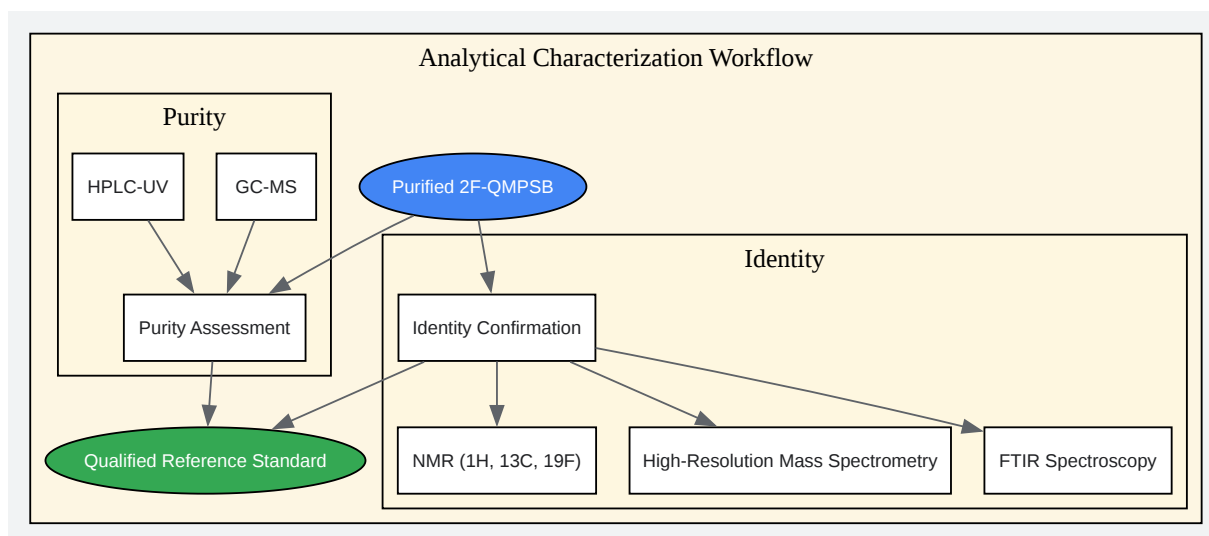 Analytical Characterization Workflow
Purity
HPLC-UV
GC-MS
Purified 2F-QMPSB
Identity
Purity Assessment
Identity Confirmation
Qualified Reference Standard
NMR (1H, 13C, 19F)
High-Resolution Mass Spectrometry
FTIR Spectroscopy